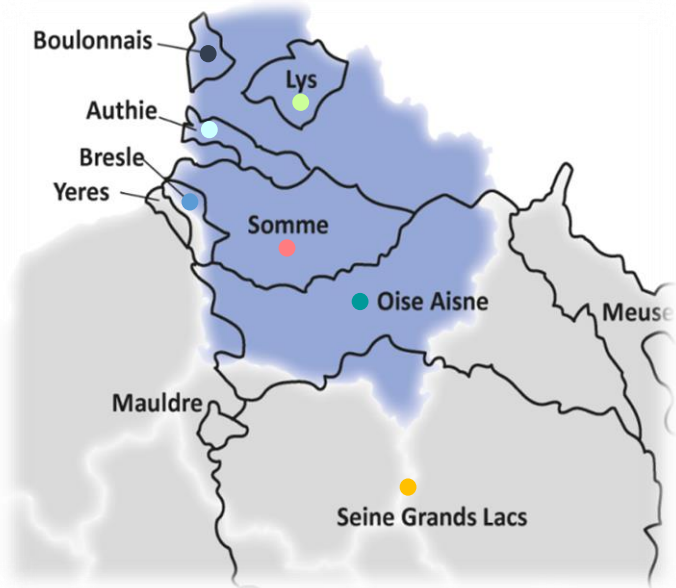 Boulonnais
Lys
Authie
Bresle
Yeres
Somme
Oise Aisne
Meuse
Mauldre
Seine Grands Lacs